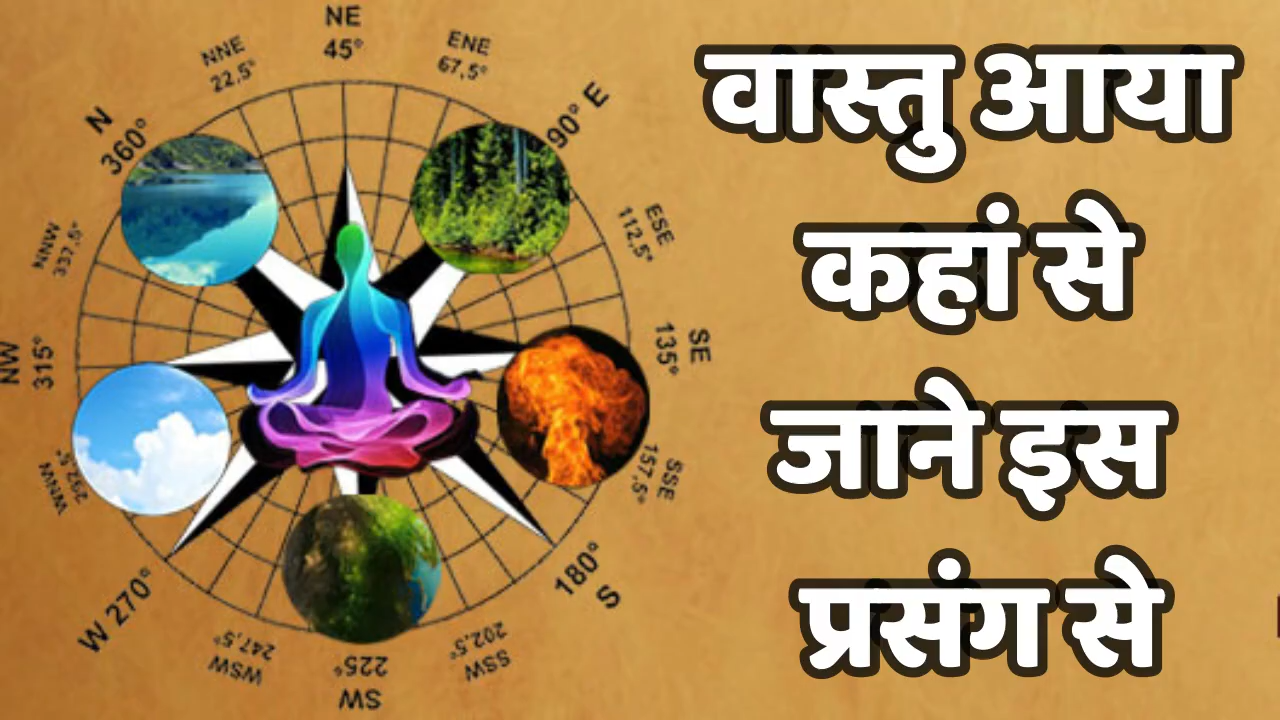 NE
45°
NNE
22,5°
ENE
67,5°
N
360°
90° E
NNW
337,5°
ESE
112,5°
NW
315°
SE
135°
WNW
292,5°
SSE
157,5°
W 270°
180°
S
247,5°
WSW
202,5°
SSW
225°
SW
वास्तु आया
कहां से
जाने इस
प्रसंग से